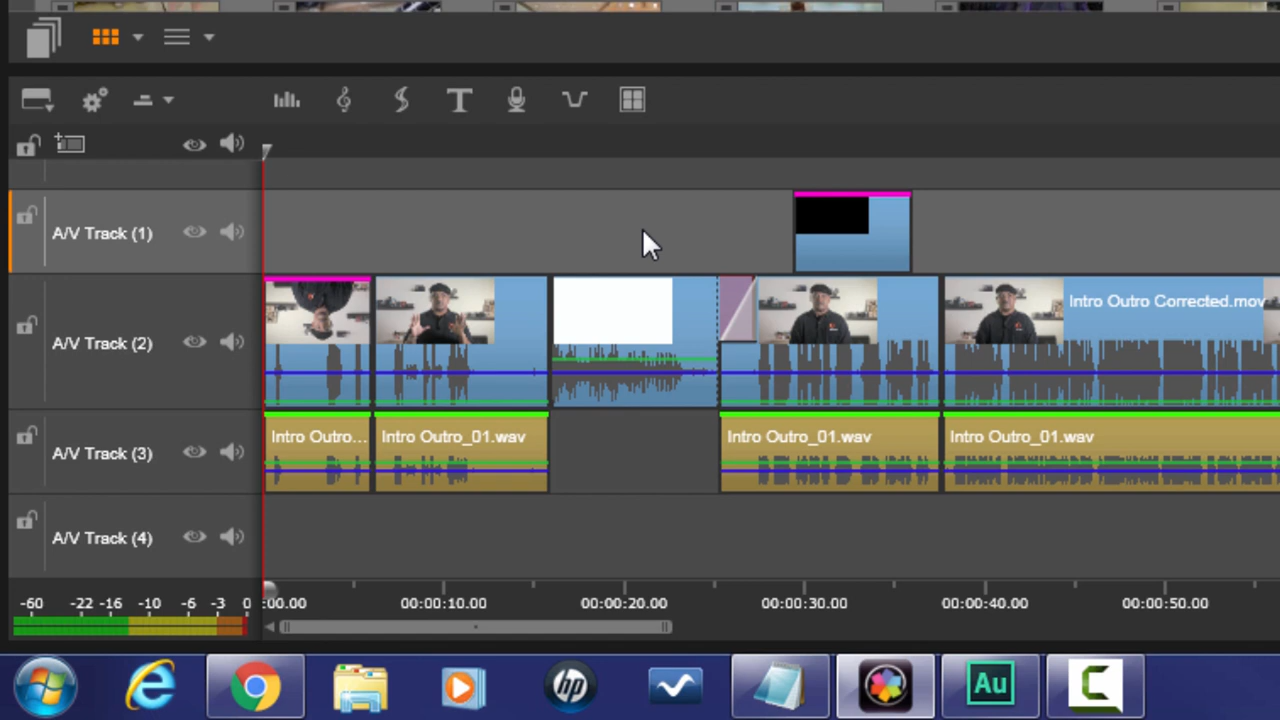 A/V Track (1)
A/V Track (2)
Intro Outro Corrected.mov
A/V Track (3)
Intro Outro...
Intro Outro_01.wav
Intro Outro_01.wav
Intro Outro_01.wav
A/V Track (4)
-60 -22 -16 -10 -6 -3 0
:00.00 00:00:10.00 00:00:20.00 00:00:30.00 00:00:40.00 00:00:50.00
hp
Au
C